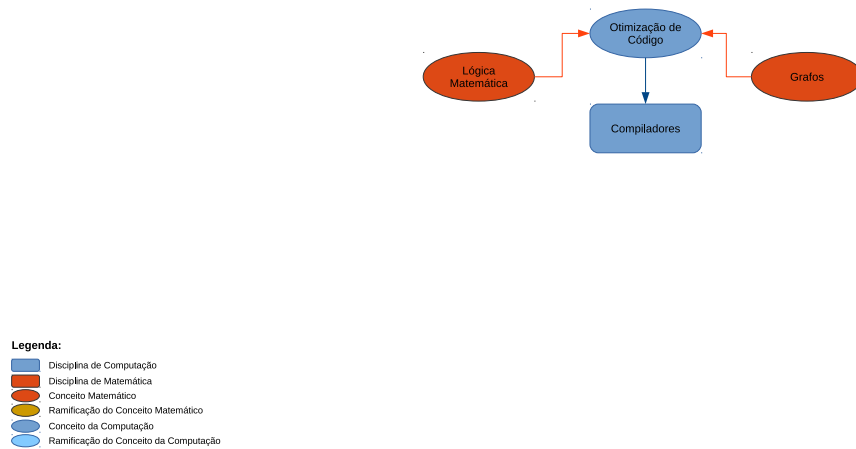 Otimização de
Código
Lógica
Matemática
Grafos
Compiladores
Legenda:
Disciplina de Computação
Disciplina de Matemática
Conceito Matemático
Ramificação do Conceito Matemático
Conceito da Computação
Ramificação do Conceito da Computação